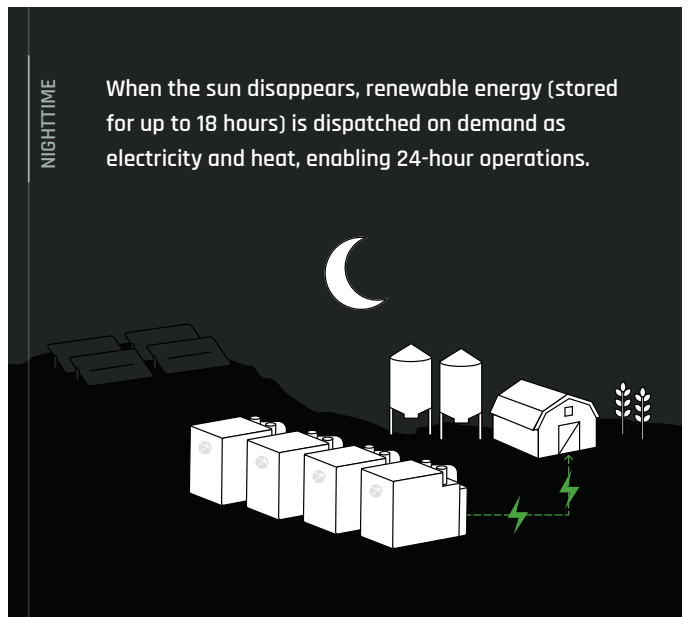 NIGHTTIME
When the sun disappears, renewable energy (stored
for up to 18 hours) is dispatched on demand as
electricity and heat, enabling 24-hour operations.